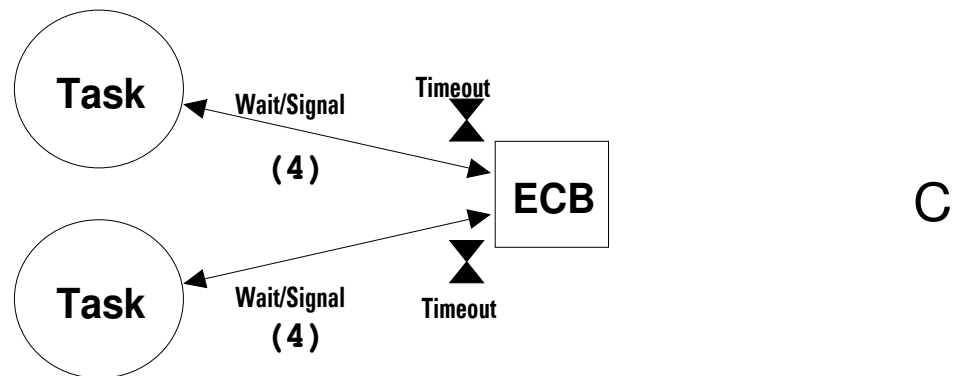 Task
Wait/Signal
(4)
Timeout
ECB
C
Task
Wait/Signal
(4)
Timeout